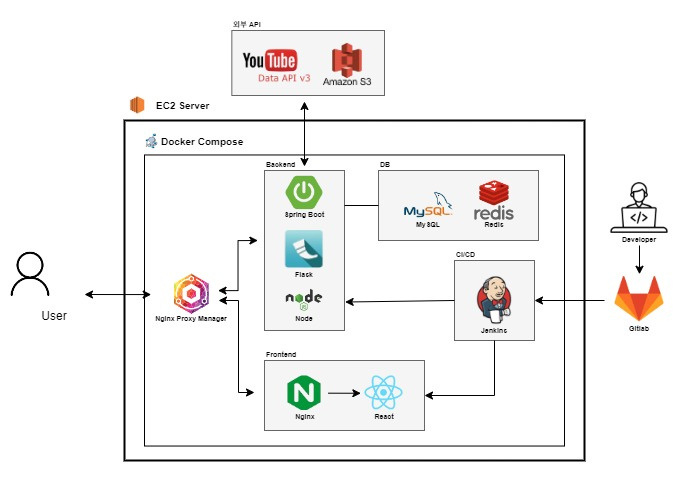 외부 API
YouTube
Data API v3
Amazon S3
EC2 Server
Docker Compose
Backend
DB
Spring Boot
MySQL
My SQL
redis
Redis
Flask
node
JS
Node
CI/CD
Jenkins
Developer
Gitlab
User
Nginx Proxy Manager
Frontend
N
Nginx
React